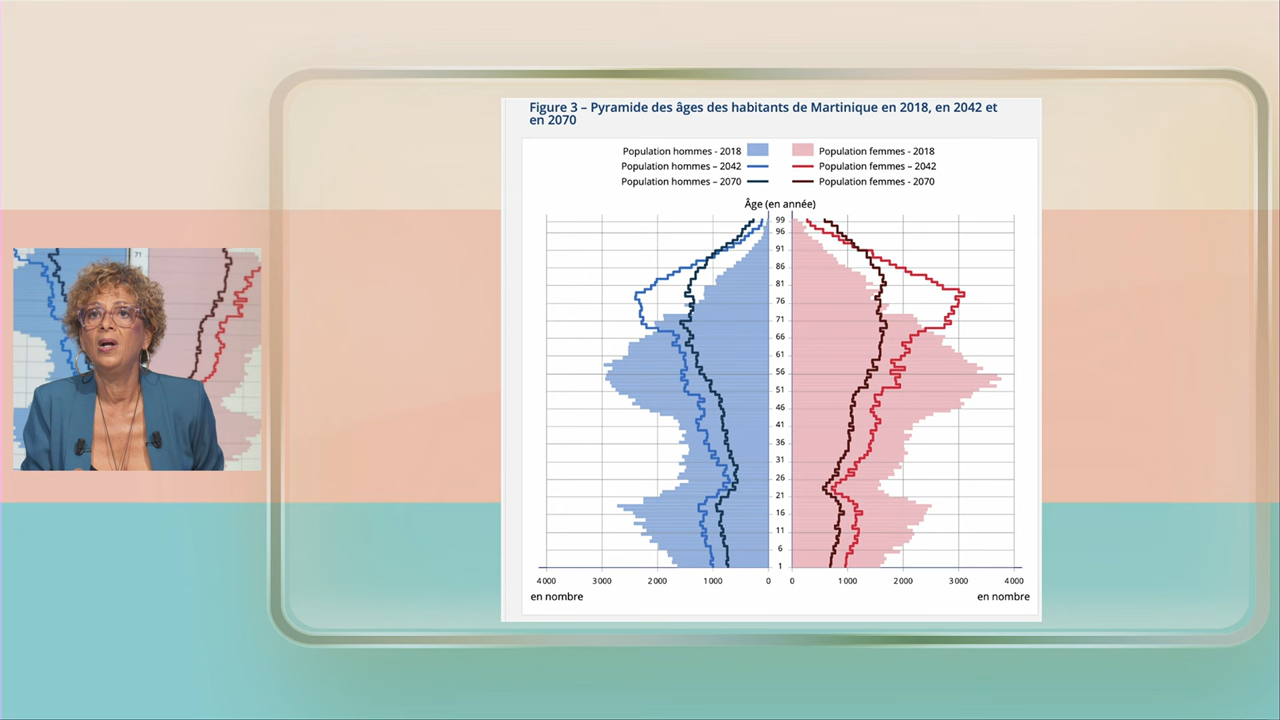 Figure 3 – Pyramide des âges des habitants de Martinique en 2018, en 2042 et
en 2070
Population hommes - 2018
Population femmes - 2018
Population hommes – 2042
Population femmes - 2042
Population hommes – 2070
Population femmes - 2070
Âge (en année)
99
96
91
86
81
76
71
66
61
56
51
46
41
36
31
26
21
16
11
6
1
4 000 3 000 2 000 1 000 0 0 1 000 2 000 3 000 4 000
en nombre
en nombre
71